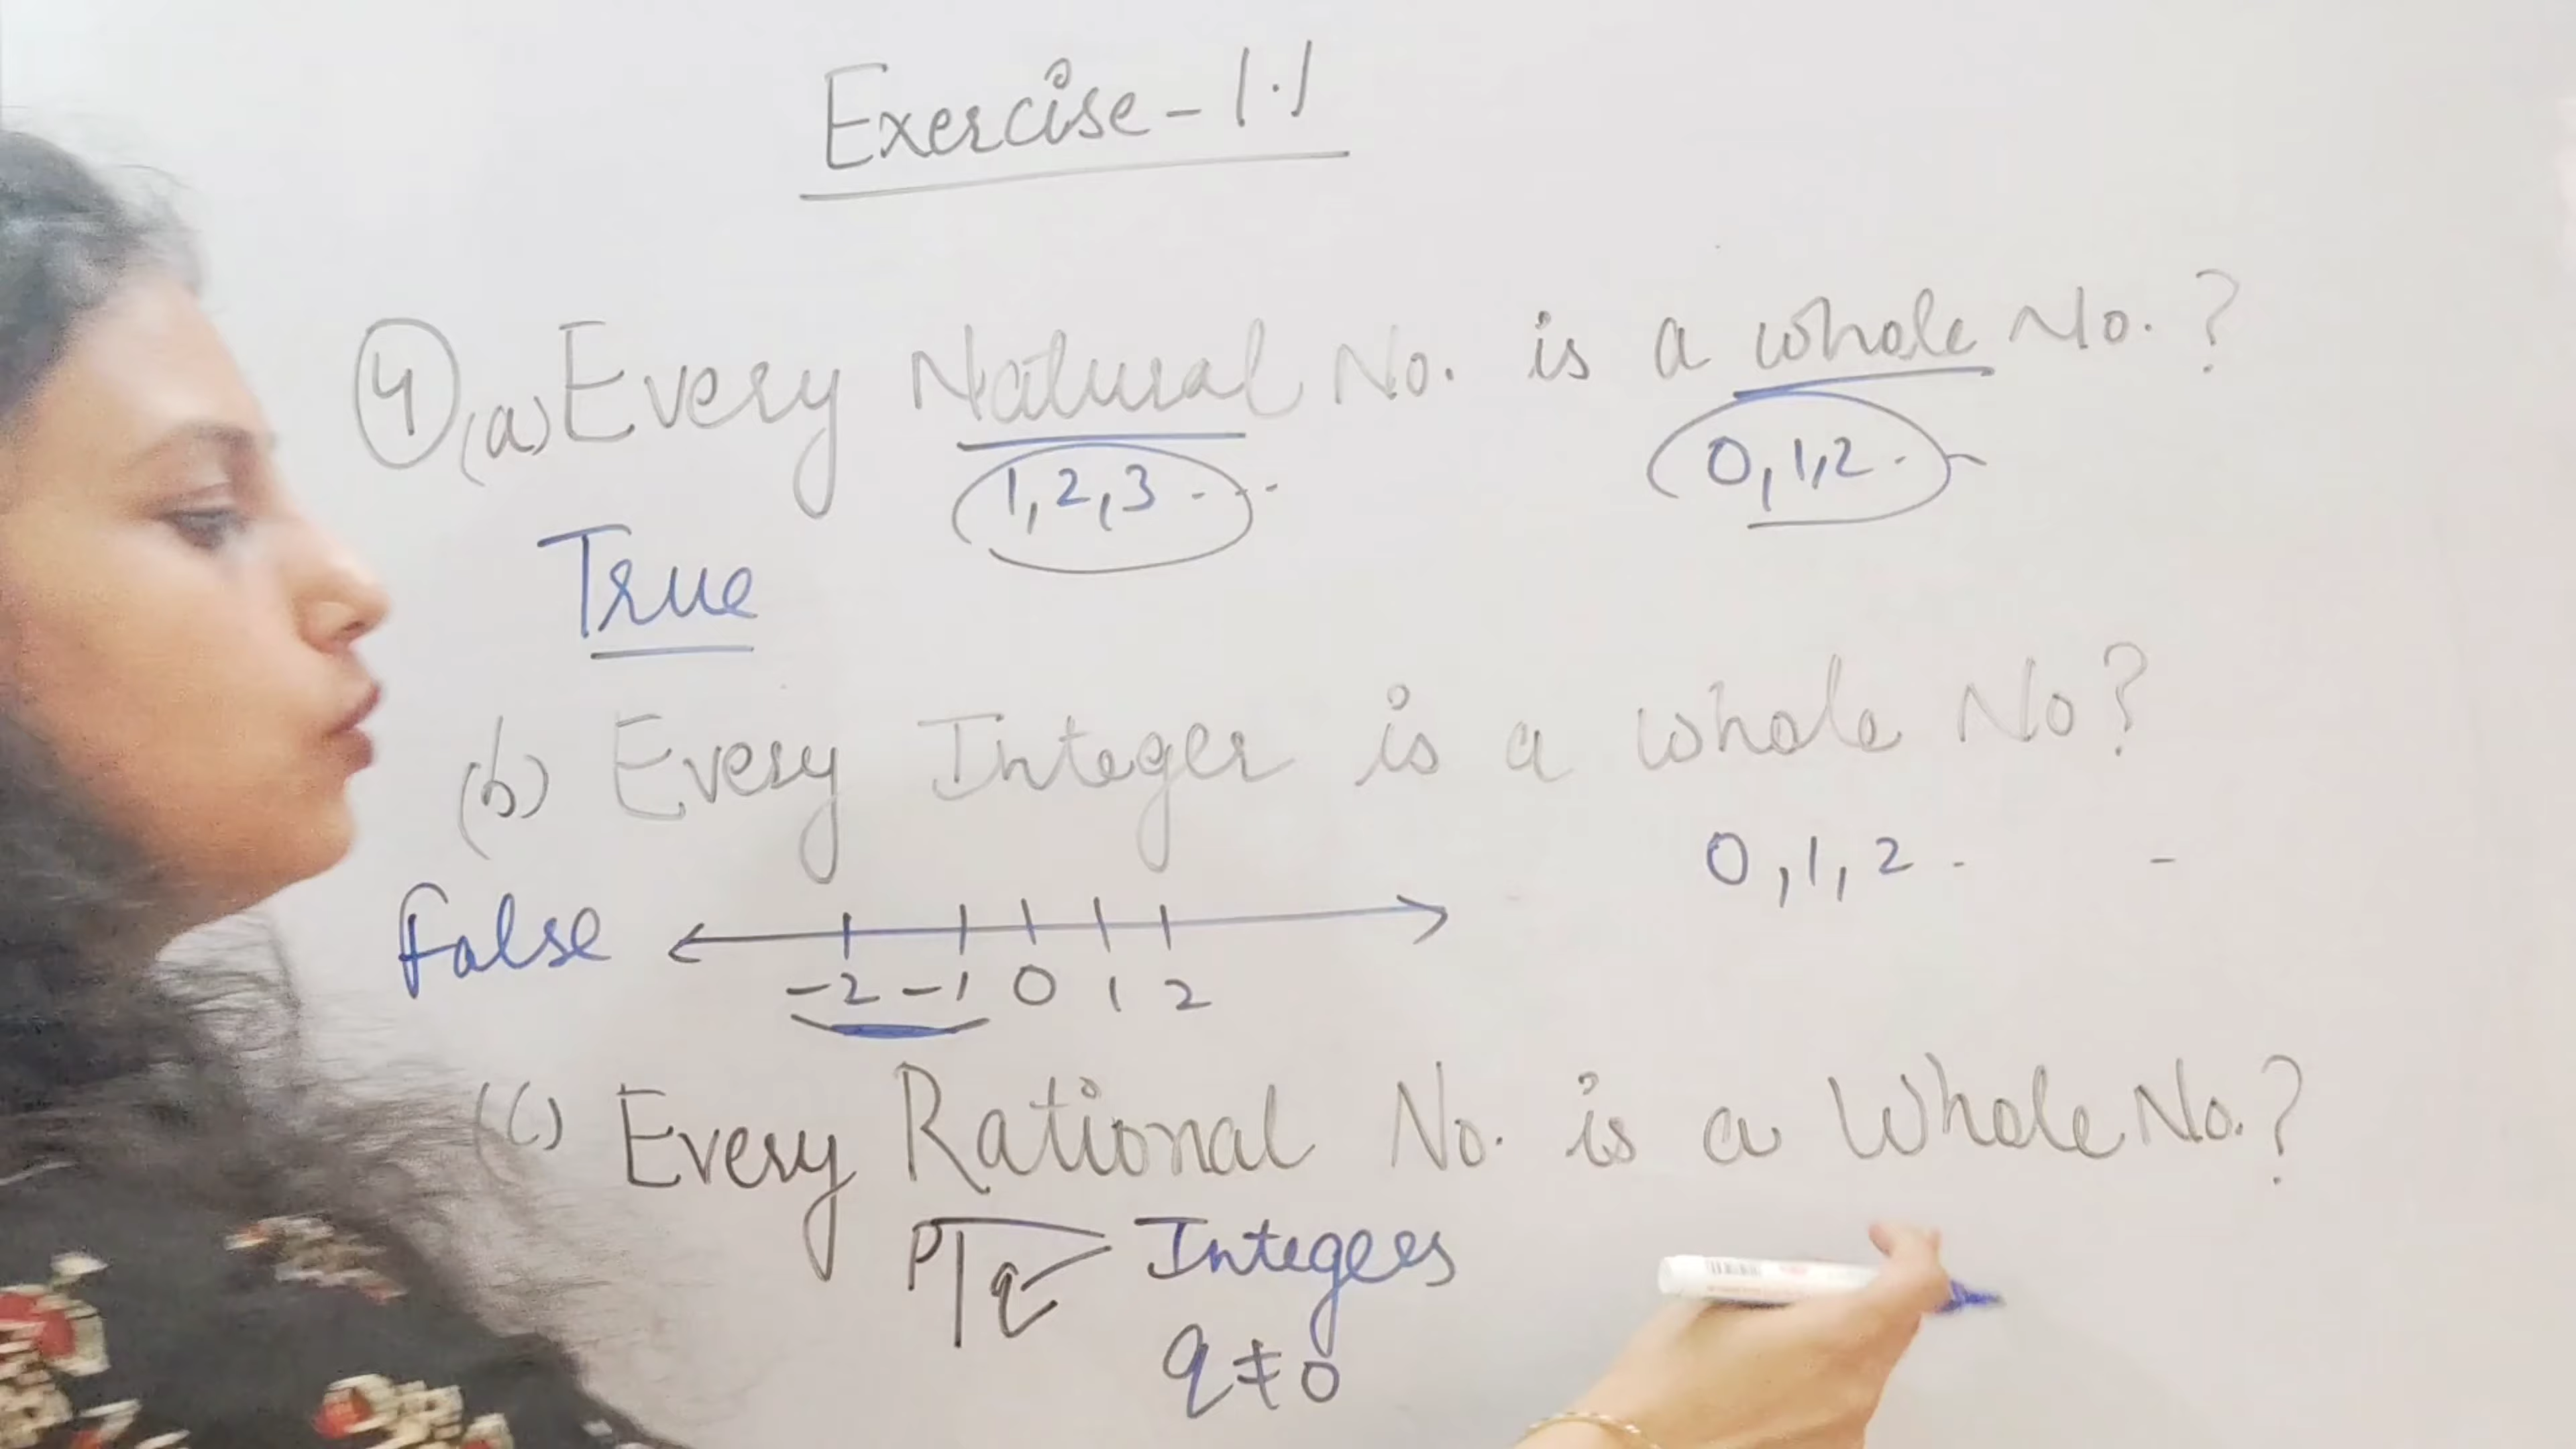 Exercise - 1.1
4 (a) Every Natural No. is a whole No. ?
1, 2, 3 - - -
0, 1, 2 - -
True
(b) Every Integer is a whole No ?
0, 1, 2 - -
False
-2 -1 0 1 2
(c) Every Rational No. is a Whole No. ?
P/q Integers
q ≠ 0